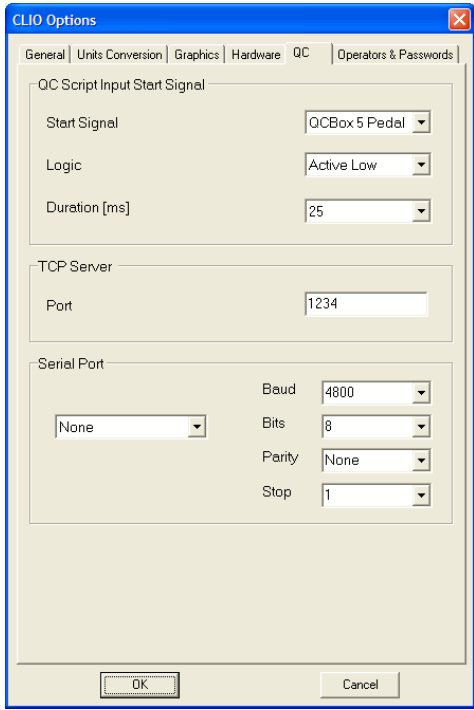 CLIO Options
General Units Conversion Graphics Hardware QC Operators & Passwords
QC Script Input Start Signal
Start Signal QCBox 5 Pedal
Logic Active Low
Duration [ms] 25
TCP Server
Port 1234
Serial Port
Baud 4800
None Bits 8
Parity None
Stop 1
OK Cancel